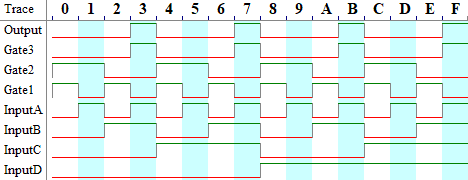 Trace 0 1 2 3 4 5 6 7 8 9 A B C D E F
Output
Gate3
Gate2
Gate1
InputA
InputB
InputC
InputD